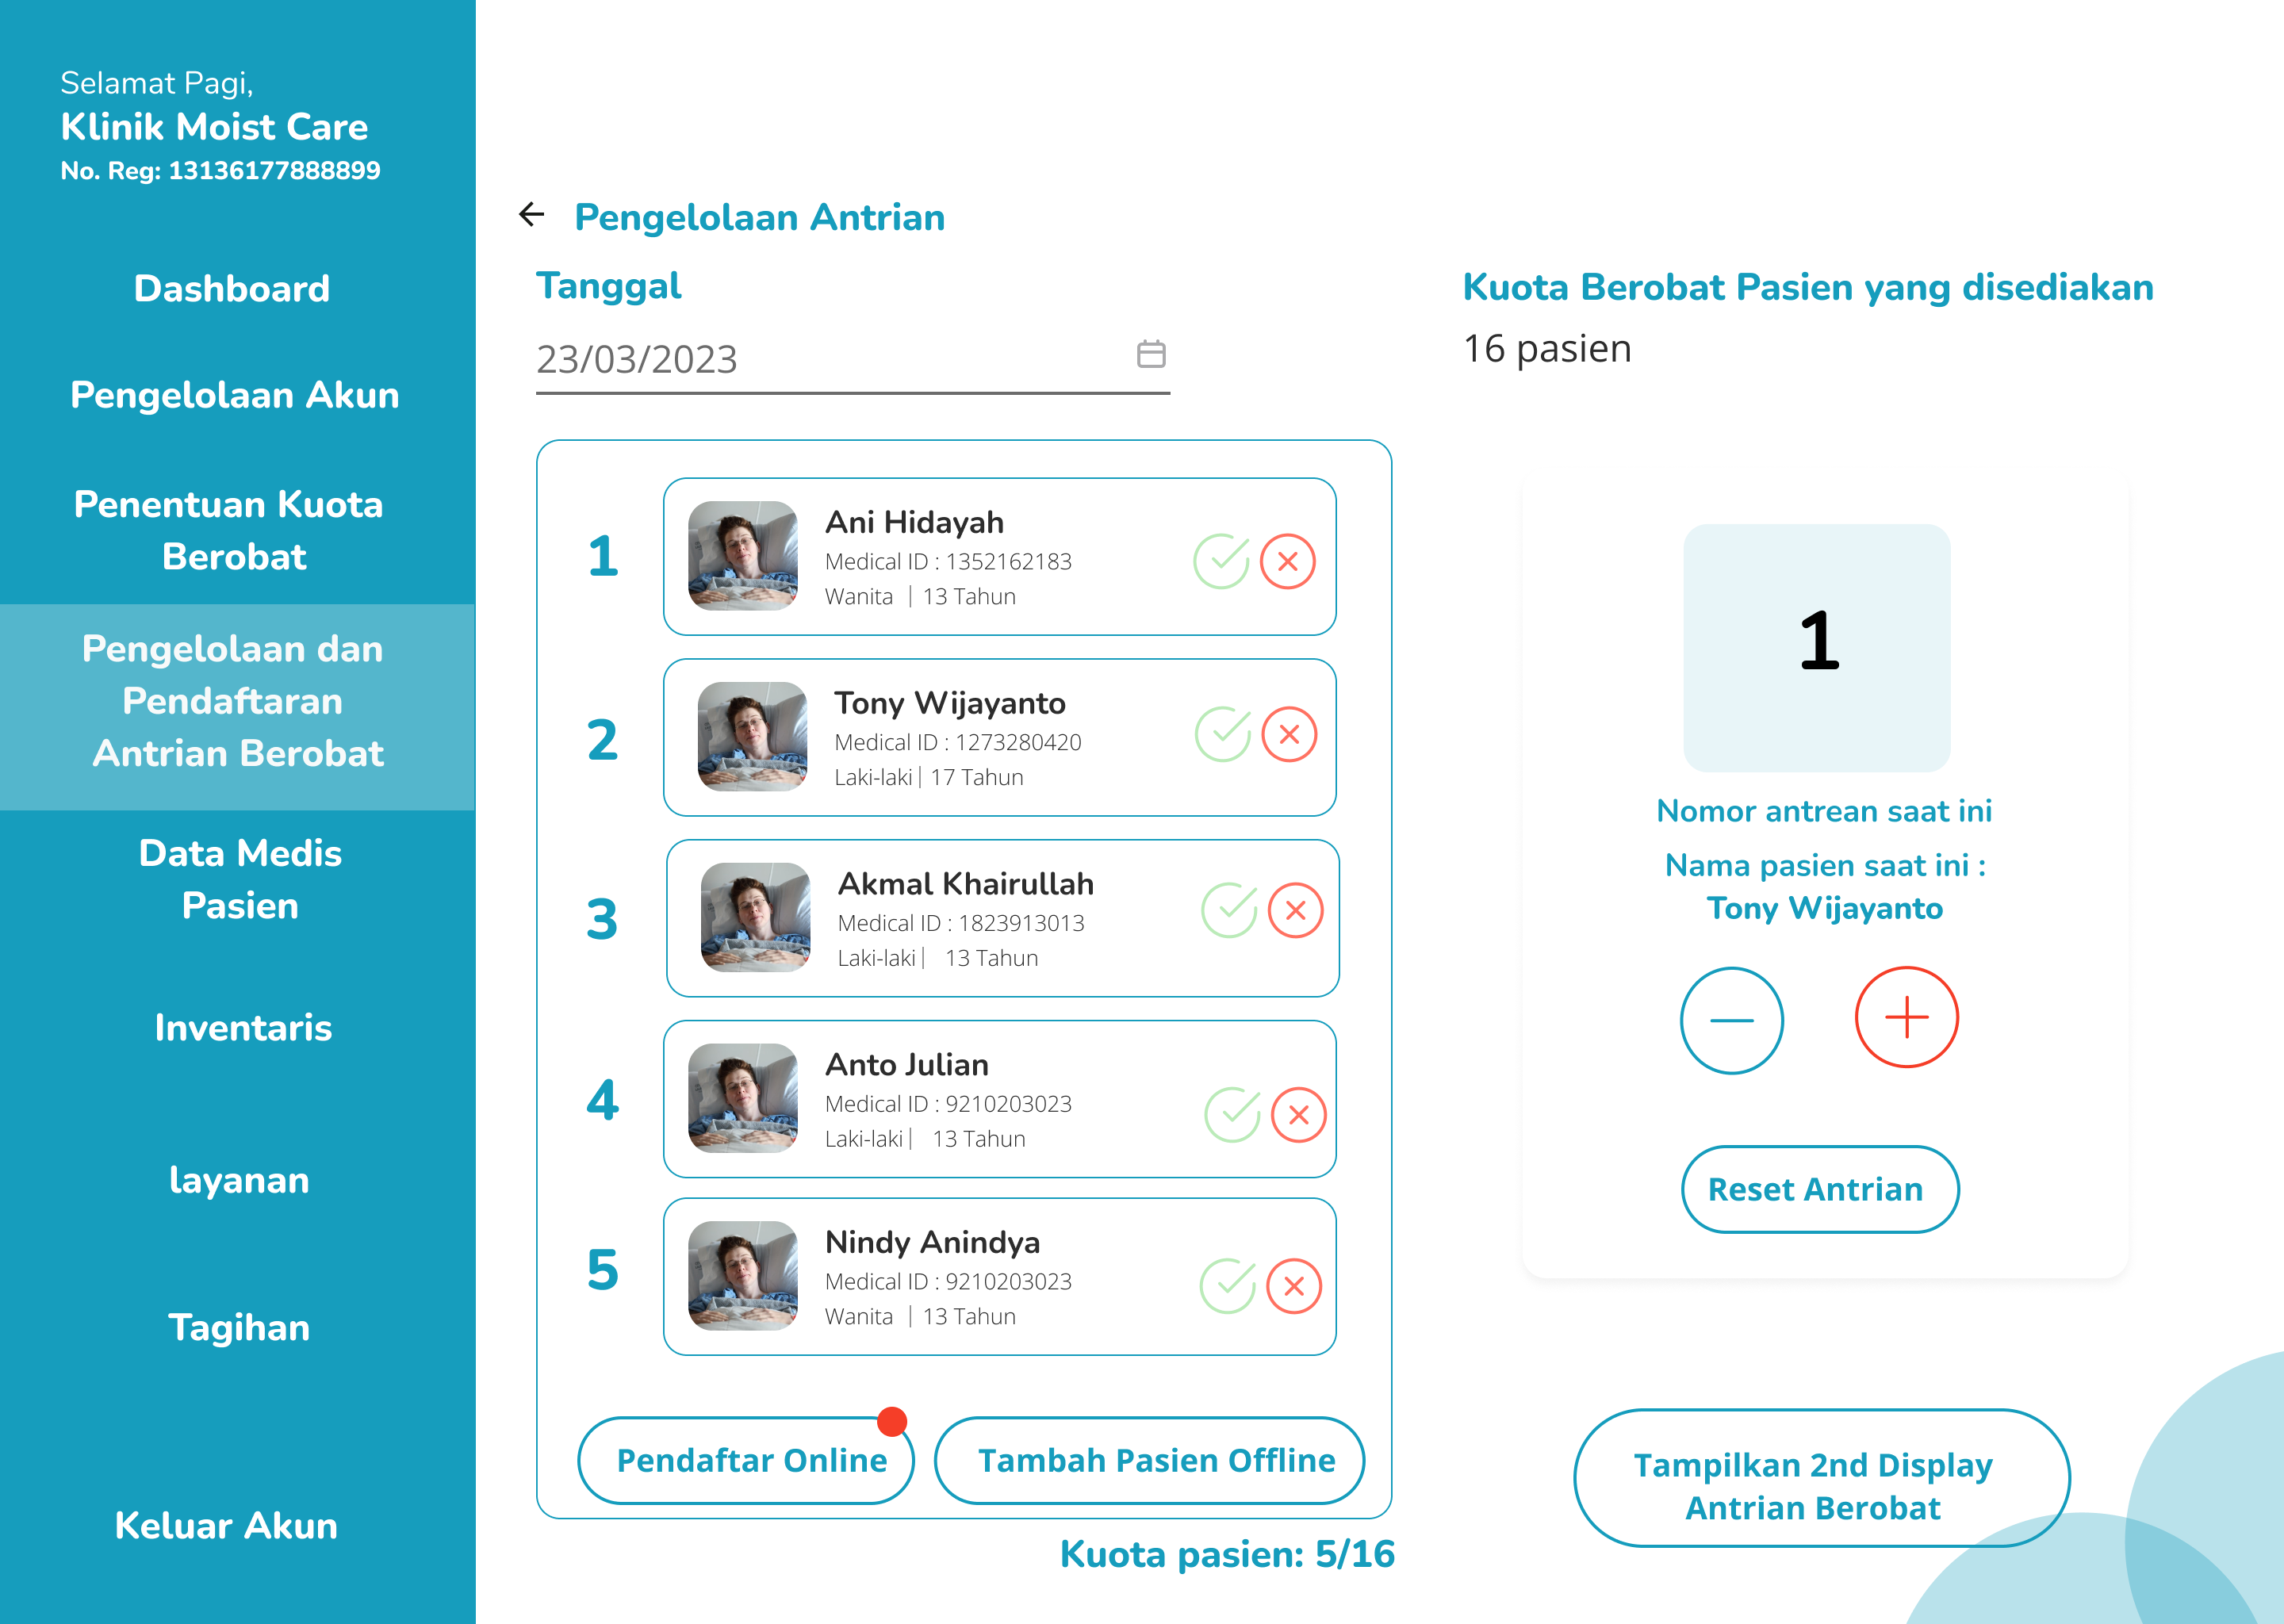 Selamat Pagi,
Klinik Moist Care
No. Reg: 13136177888899
Dashboard
Pengelolaan Akun
Penentuan Kuota
Berobat
Pengelolaan dan
Pendaftaran
Antrian Berobat
Data Medis
Pasien
Inventaris
layanan
Tagihan
Keluar Akun
Pengelolaan Antrian
Tanggal
23/03/2023
Kuota Berobat Pasien yang disediakan
16 pasien
1
Ani Hidayah
Medical ID : 1352162183
Wanita | 13 Tahun
2
Tony Wijayanto
Medical ID : 1273280420
Laki-laki | 17 Tahun
3
Akmal Khairullah
Medical ID : 1823913013
Laki-laki | 13 Tahun
4
Anto Julian
Medical ID : 9210203023
Laki-laki | 13 Tahun
5
Nindy Anindya
Medical ID : 9210203023
Wanita | 13 Tahun
Pendaftar Online
Tambah Pasien Offline
Kuota pasien: 5/16
1
Nomor antrean saat ini
Nama pasien saat ini :
Tony Wijayanto
Reset Antrian
Tampilkan 2nd Display
Antrian Berobat